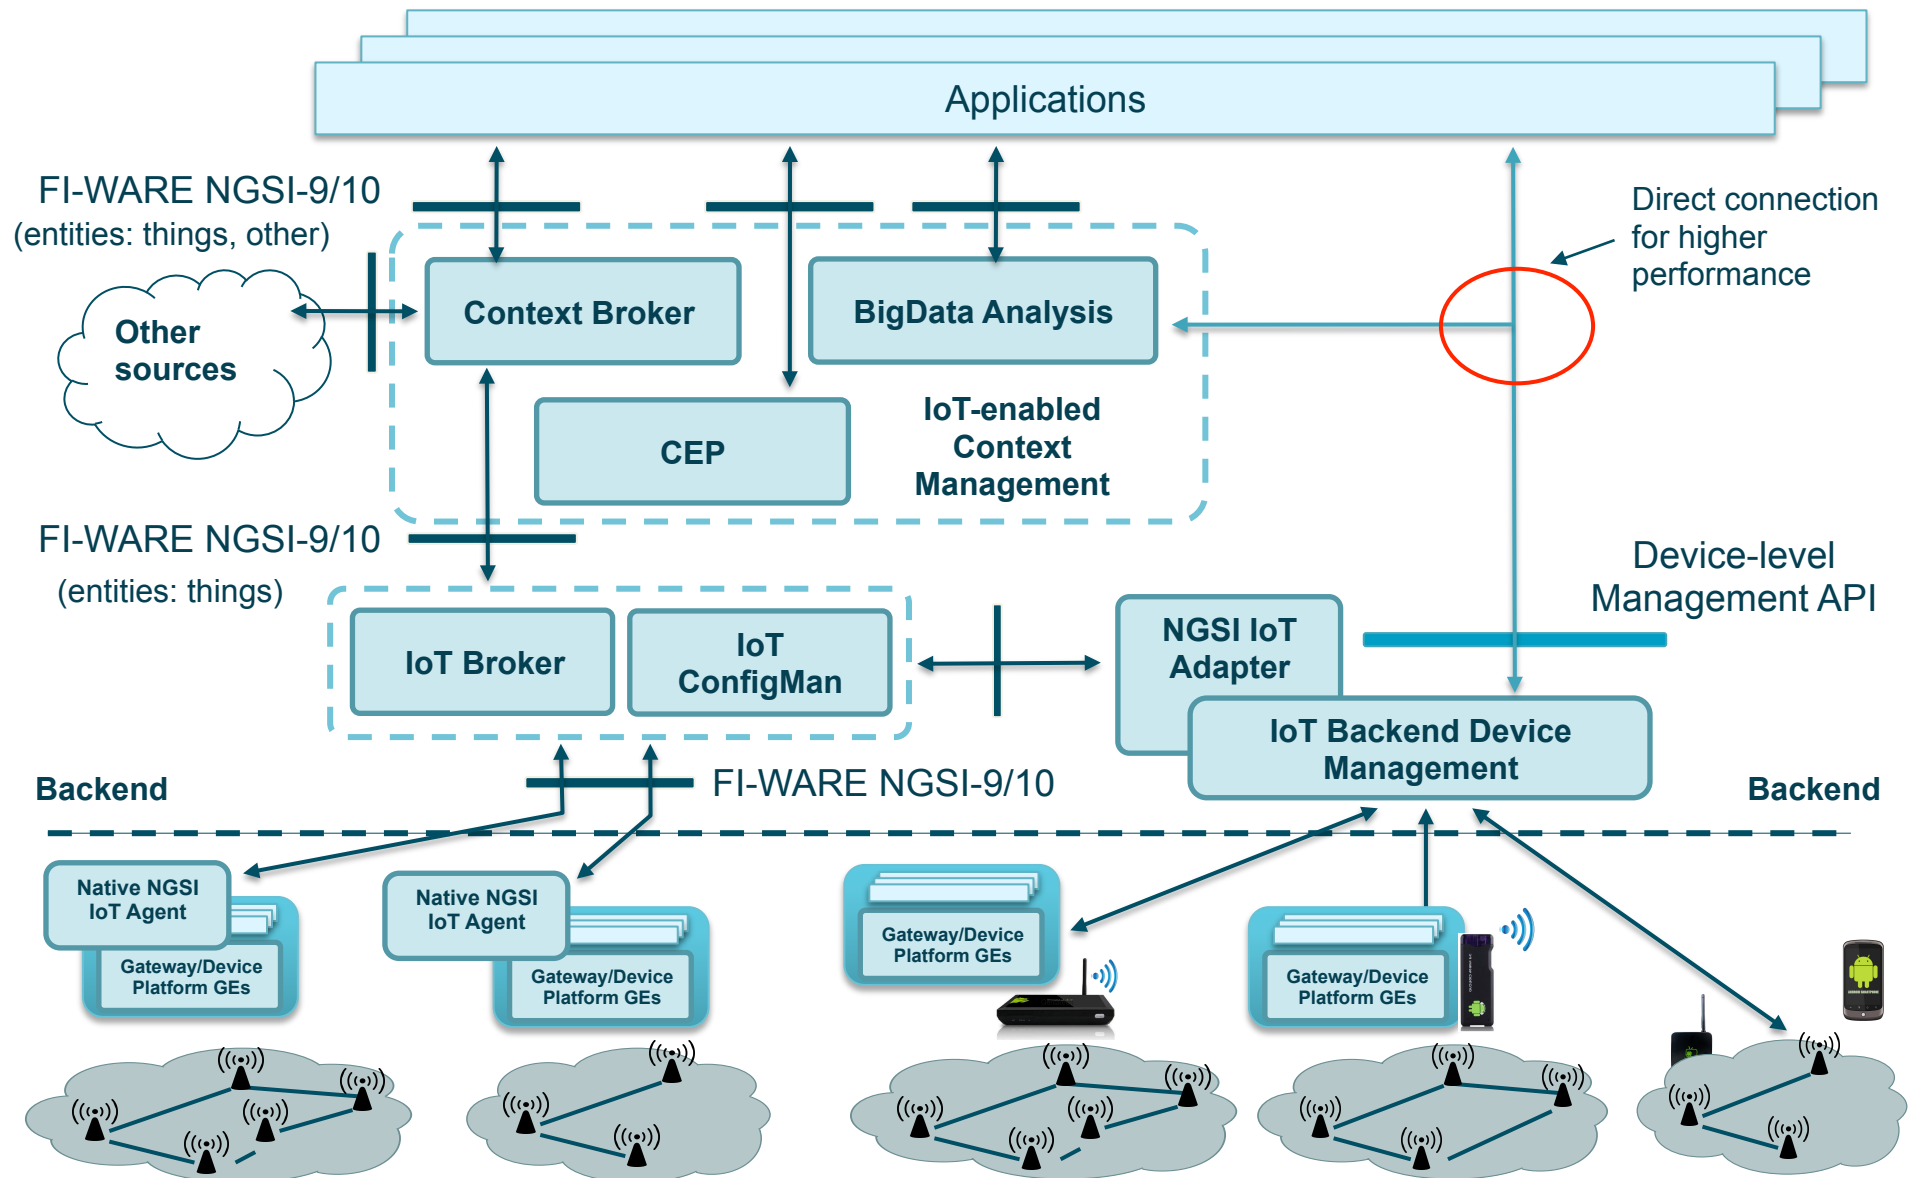 Applications
FI-WARE NGSI-9/10
(entities: things, other)
Direct connection
for higher
performance
Other
sources
Context Broker
BigData Analysis
CEP
IoT-enabled
Context
Management
FI-WARE NGSI-9/10
(entities: things)
Device-level
Management API
IoT Broker
IoT
ConfigMan
NGSI IoT
Adapter
IoT Backend Device
Management
FI-WARE NGSI-9/10
Backend
Backend
Native NGSI
IoT Agent
Gateway/Device
Platform GEs
Native NGSI
IoT Agent
Gateway/Device
Platform GEs
Gateway/Device
Platform GEs
Gateway/Device
Platform GEs